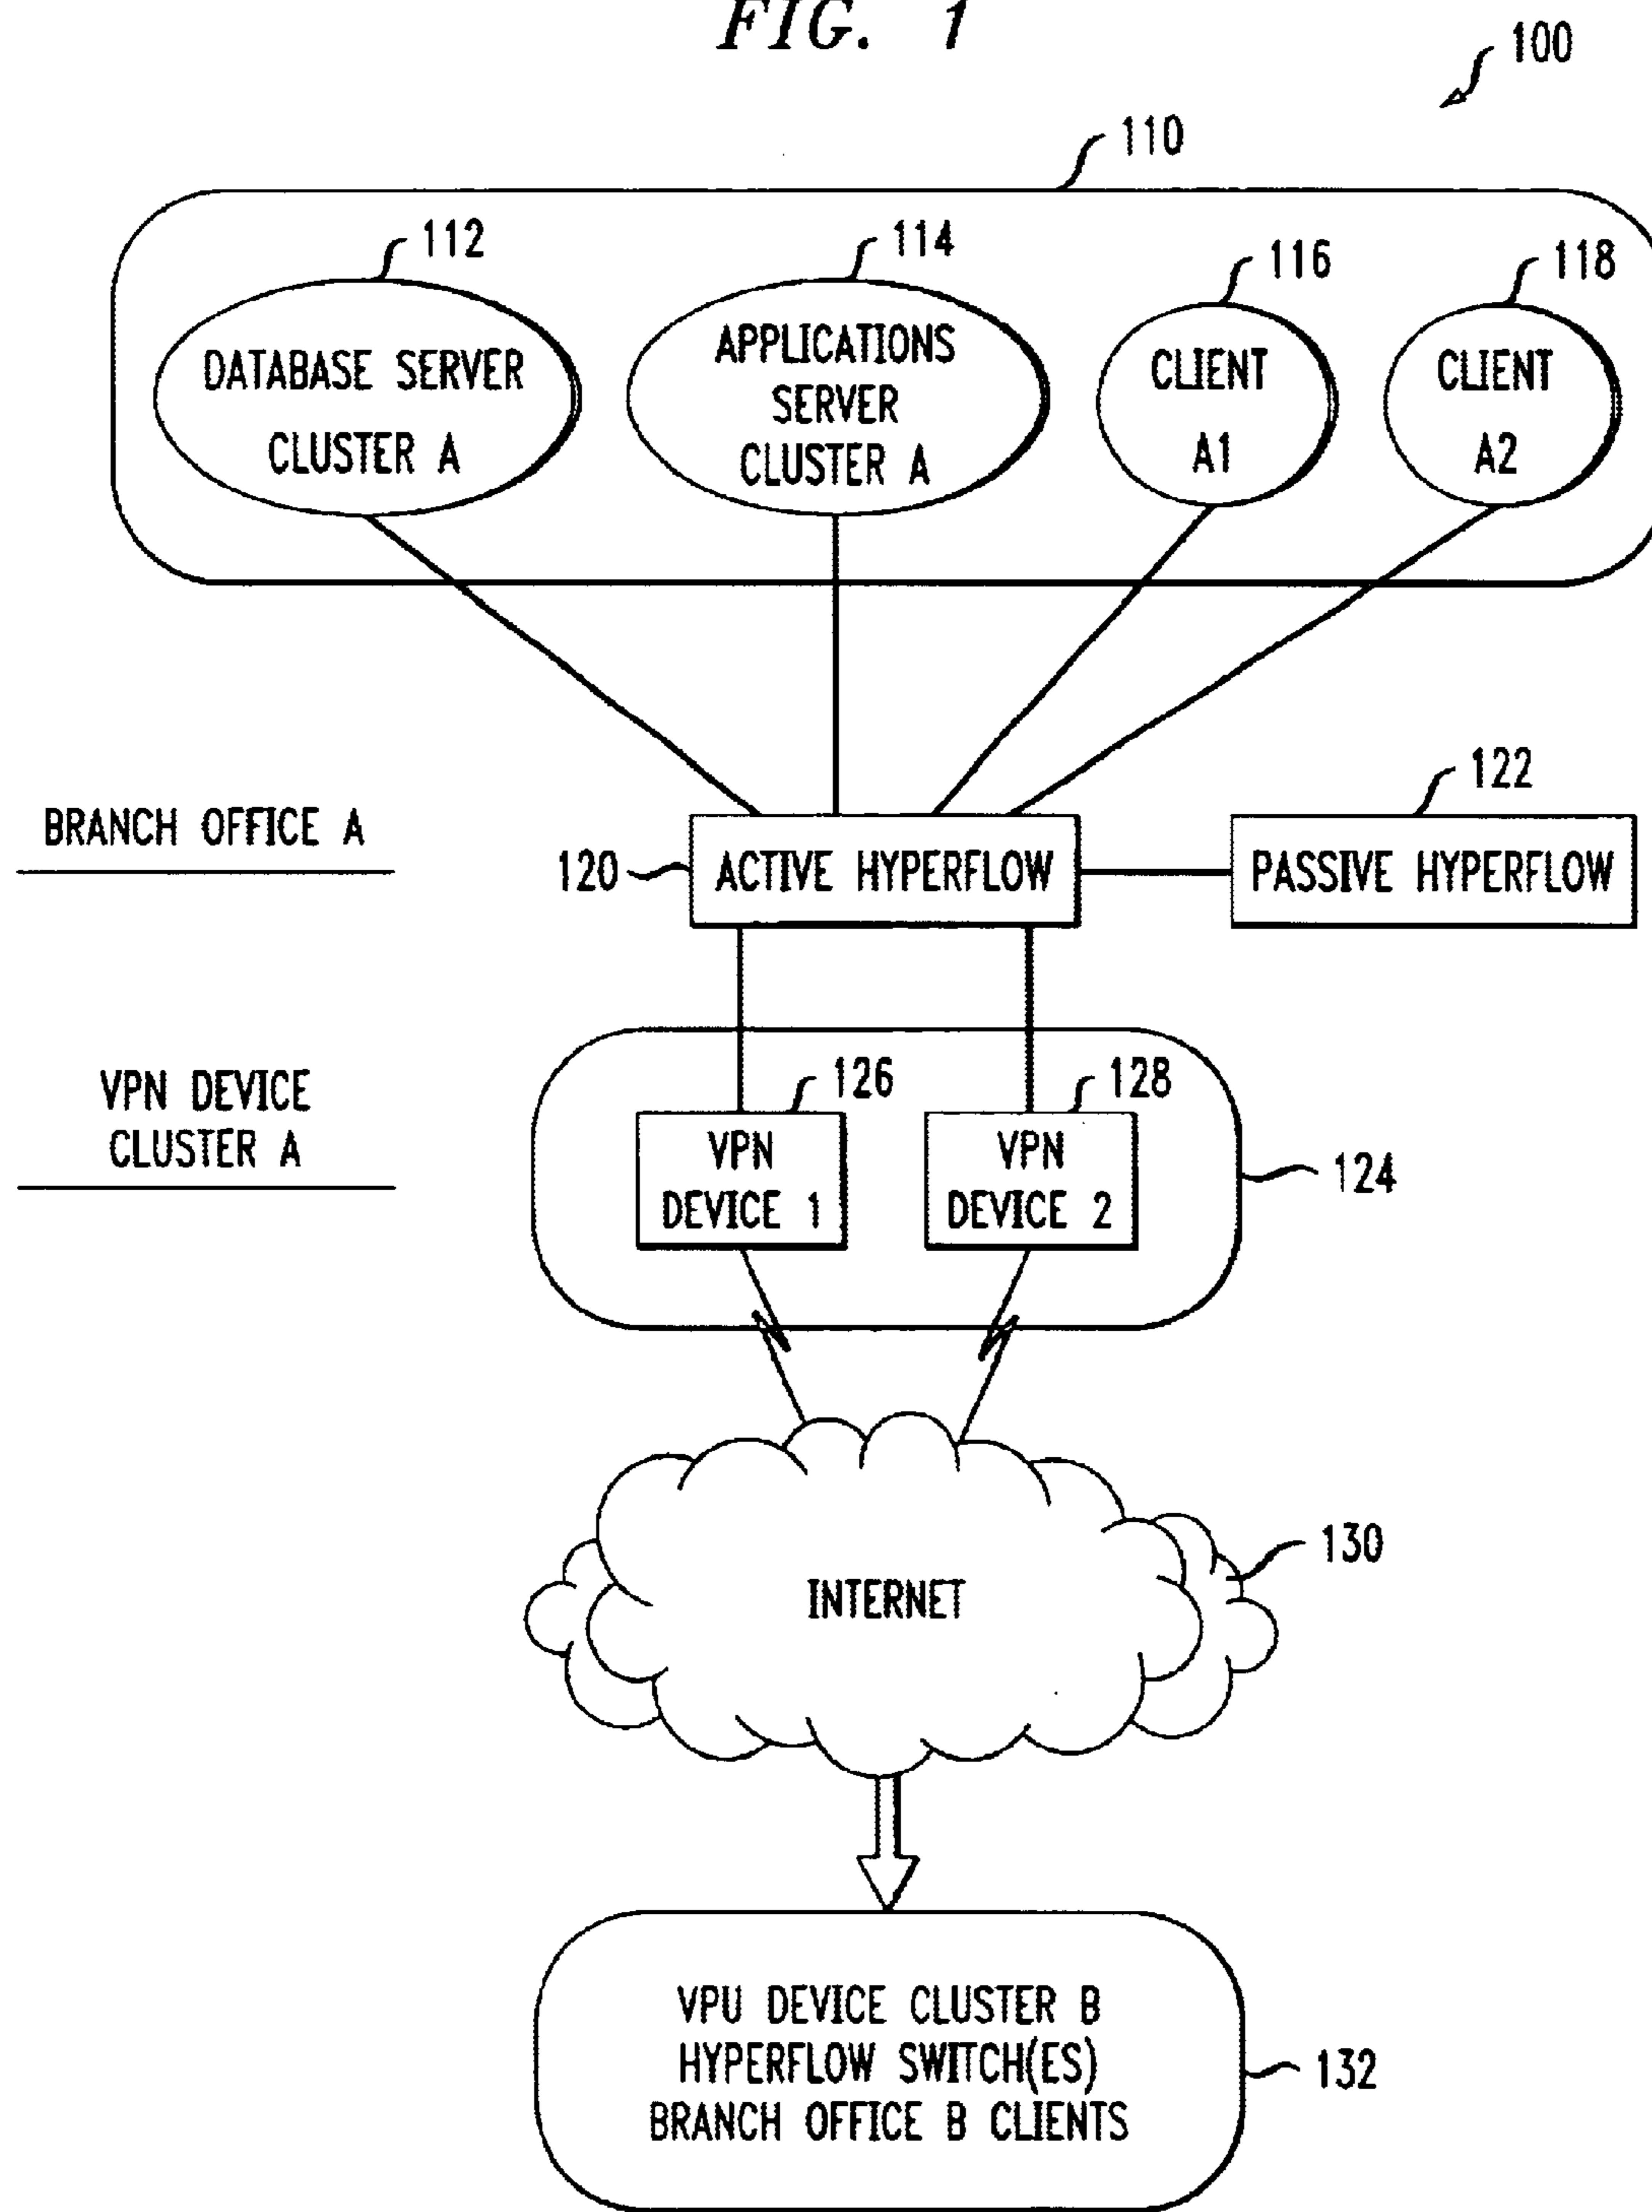 FIG. 1
100
110
112
114
116
118
DATABASE SERVER
CLUSTER A
APPLICATIONS
SERVER
CLUSTER A
CLIENT
A1
CLIENT
A2
BRANCH OFFICE A
120
ACTIVE HYPERFLOW
122
PASSIVE HYPERFLOW
VPN DEVICE
CLUSTER A
126
VPN
DEVICE 1
128
VPN
DEVICE 2
124
130
INTERNET
VPU DEVICE CLUSTER B
HYPERFLOW SWITCH(ES)
BRANCH OFFICE B CLIENTS
132